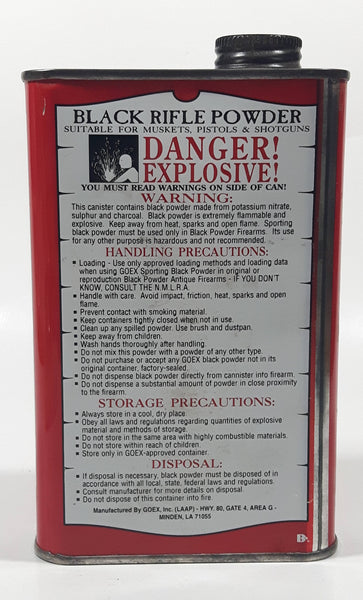 BLACK RIFLE POWDER
SUITABLE FOR MUSKETS, PISTOLS & SHOTGUNS
DANGER!
EXPLOSIVE!
YOU MUST READ WARNINGS ON SIDE OF CAN!
WARNING:
This canister contains black powder made from potassium nitrate,
sulphur and charcoal. Black powder is extremely flammable and
explosive. Keep away from heat, sparks and open flame. Sporting
black powder must be used only in Black Powder Firearms. Its use
for any other purpose is hazardous and not recommended.
HANDLING PRECAUTIONS:
• Loading - Use only approved loading methods and loading data
when using GOEX Sporting Black Powder in original or
reproduction Black Powder Antique Firearms - IF YOU DON'T
KNOW, CONSULT THE N.M.L.R.A.
• Handle with care. Avoid impact, friction, heat, sparks and open
flame.
• Prevent contact with smoking material.
• Keep containers tightly closed when not in use.
• Clean up any spilled powder. Use brush and dustpan.
• Keep away from children.
• Wash hands thoroughly after handling.
• Do not mix this powder with a powder of any other type.
• Do not purchase or accept any GOEX black powder not in its
original container, factory-sealed.
• Do not dispense black powder directly from cannister into firearm.
• Do not dispense a substantial amount of powder in close proximity
to the firearm.
STORAGE PRECAUTIONS:
• Always store in a cool, dry place.
• Obey all laws and regulations regarding quantities of explosive
material and methods of storage.
• Do not store in the same area with highly combustible materials.
• Do not store within reach of children.
• Store only in GOEX-approved container.
DISPOSAL:
• If disposal is necessary, black powder must be disposed of in
accordance with all local, state, federal laws and regulations.
• Consult manufacturer for more details on disposal.
• Do not dispose of this container into fire.
Manufactured By GOEX, Inc. (LAAP) - HWY. 80, GATE 4, AREA G -
MINDEN, LA 71055